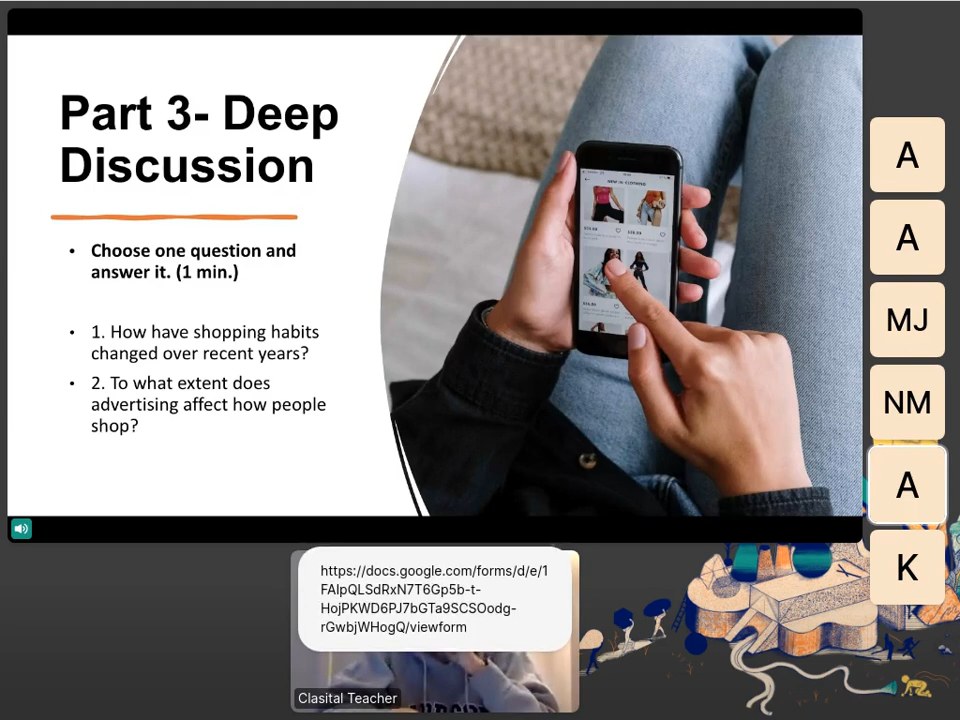 Part 3- Deep
Discussion
• Choose one question and
answer it. (1 min.)
• 1. How have shopping habits
changed over recent years?
• 2. To what extent does
advertising affect how people
shop?
A
A
MJ
NM
A
K
https://docs.google.com/forms/d/e/1
FAIpQLSdRxN7T6Gp5b-t-
HojPKWD6PJ7bGTa9SCSOodg-
rGwbjWHogQ/viewform
Clasital Teacher